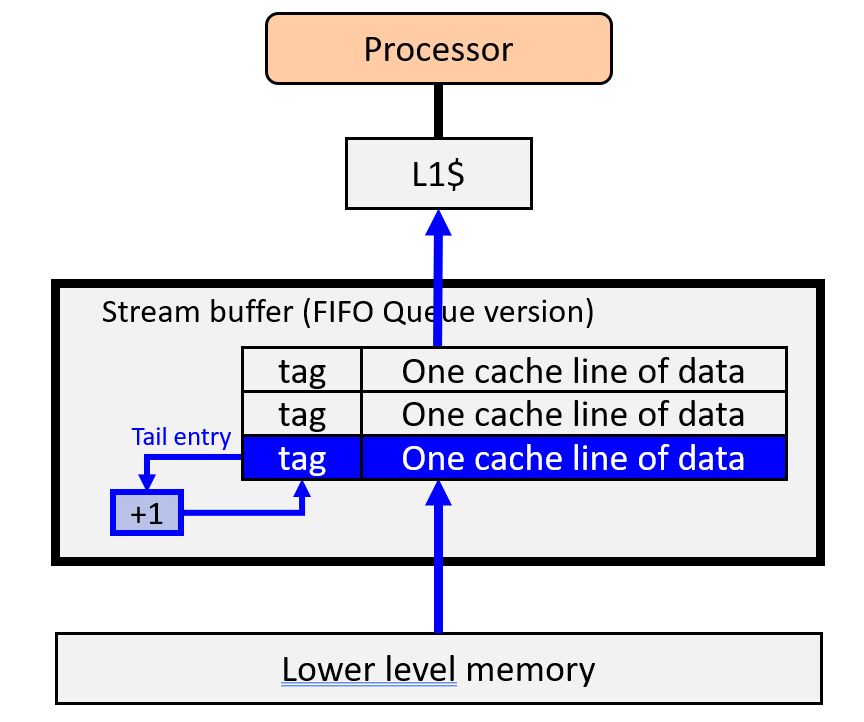 Processor
L1$
Stream buffer (FIFO Queue version)
tag One cache line of data
tag One cache line of data
Tail entry
tag One cache line of data
+1
Lower level memory